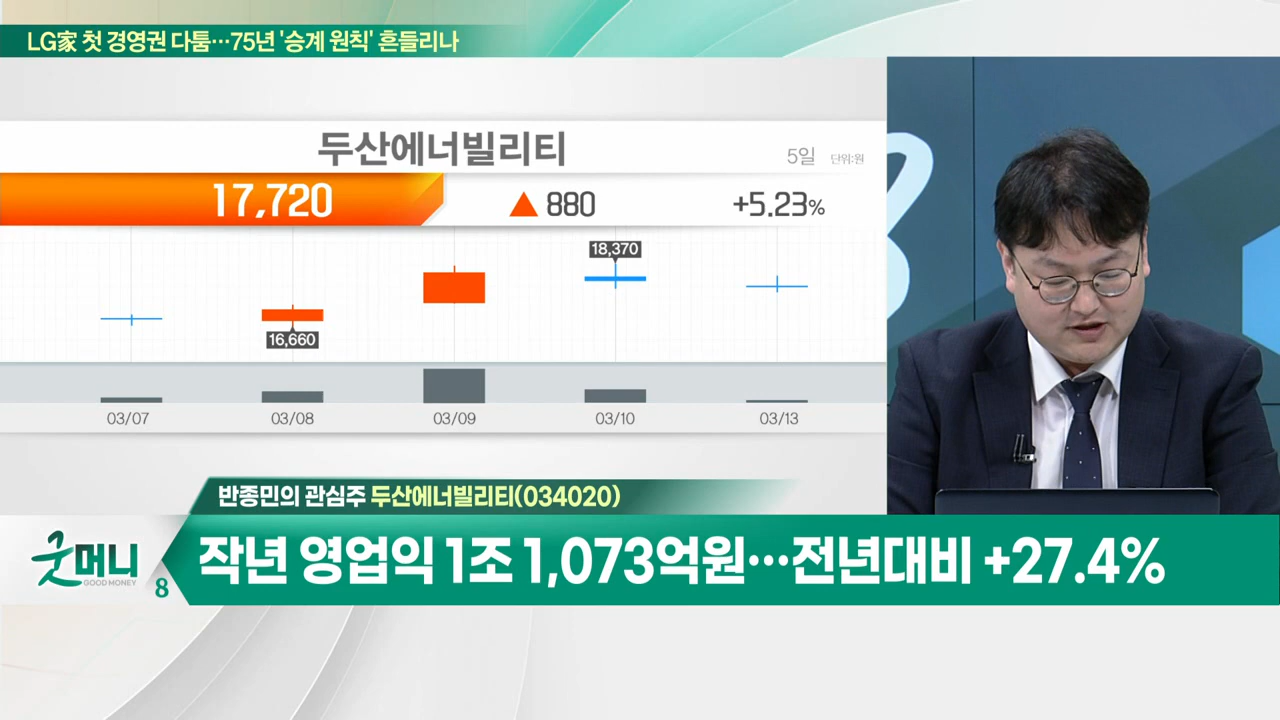 LG家 첫 경영권 다툼…75년 '승계 원칙' 흔들리나
두산에너빌리티
5일 단위:원
17,720 ▲ 880 +5.23%
18,370
16,660
03/07 03/08 03/09 03/10 03/13
반종민의 관심주 두산에너빌리티(034020)
굿머니
GOOD MONEY
8
작년 영업익 1조 1,073억원…전년대비 +27.4%